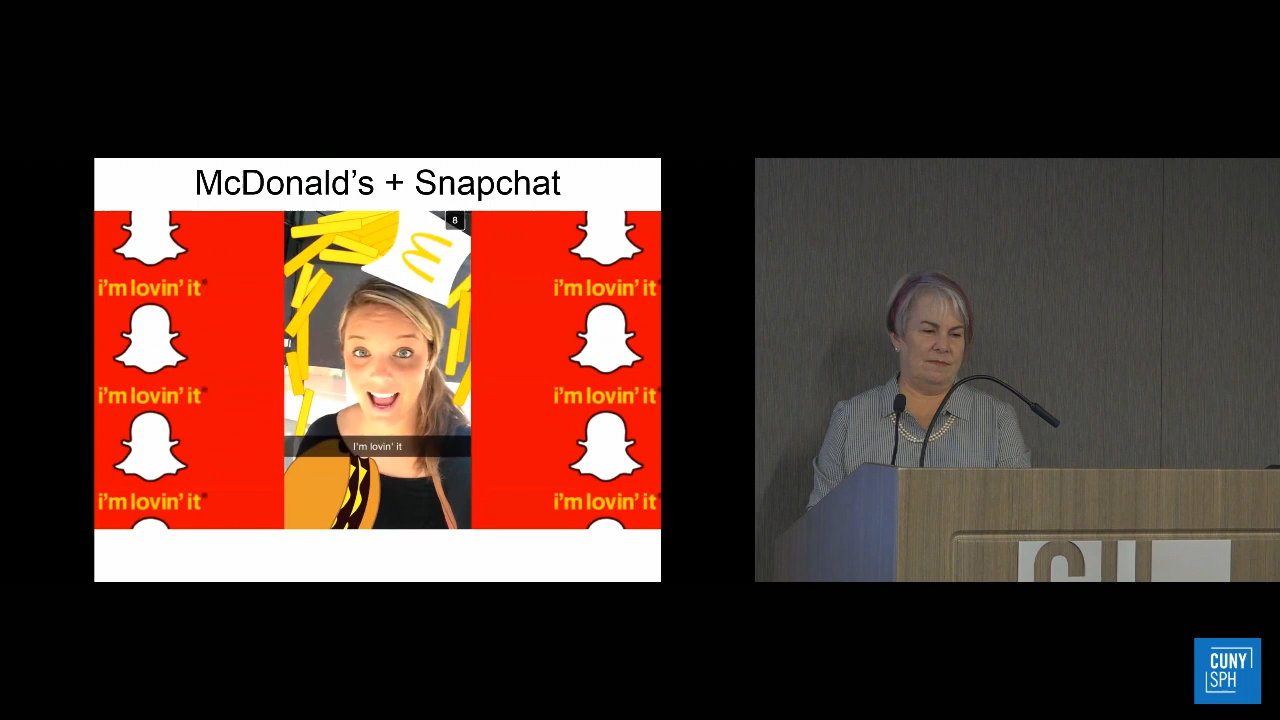 McDonald's + Snapchat
8
i'm lovin' it®
i'm lovin' it
i'm lovin' it®
i'm lovin' it
i'm lovin' it®
i'm lovin' it
I'm lovin' it
CU
CUNY
SPH